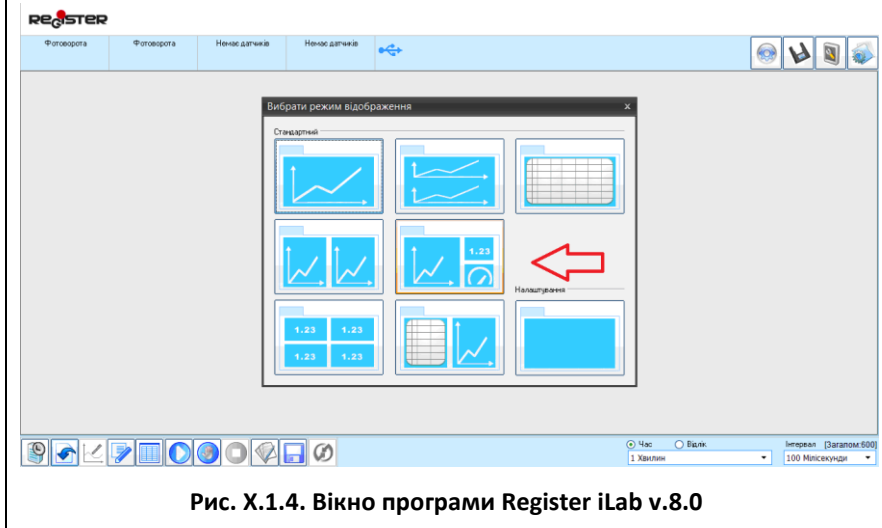 REGISTER
Фотоворота Фотоворота Немає датчиків Немає датчиків
Вибрати режим відображення x
Стандартний
1.23
Налаштування
1.23 1.23
1.23 1.23
Час Відлік Інтервал [Загалом:600]
1 Хвилин 100 Мілісекунди
Рис. Х.1.4. Вікно програми Register iLab v.8.0